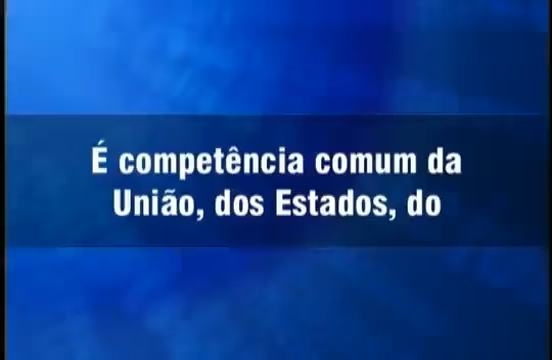 É competência comum da
União, dos Estados, do